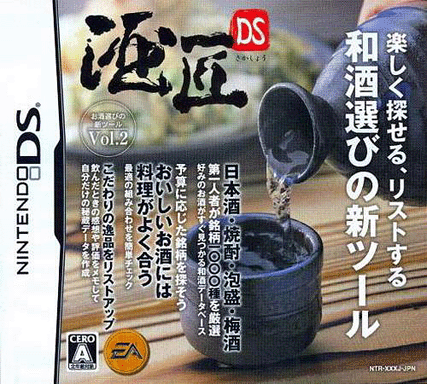 NINTENDO DS
酒匠DS
さかしょう
お酒選びの
新ツール
Vol.2
楽しく探せる、リストする
和酒選びの新ツール
日本酒・焼酎・泡盛・梅酒
第一人者が銘柄1000種を厳選
好みのお酒がすぐ見つかる和酒データベース
予算に応じた銘柄を探そう
おいしいお酒には
料理がよく合う
最適の組み合わせを簡単チェック
こだわりの逸品をリストアップ
飲んだときの感想や評価をメモして
自分だけの秘蔵データを作成
CERO
A
全年齢対象
EA
NTR-XXXJ-JPN